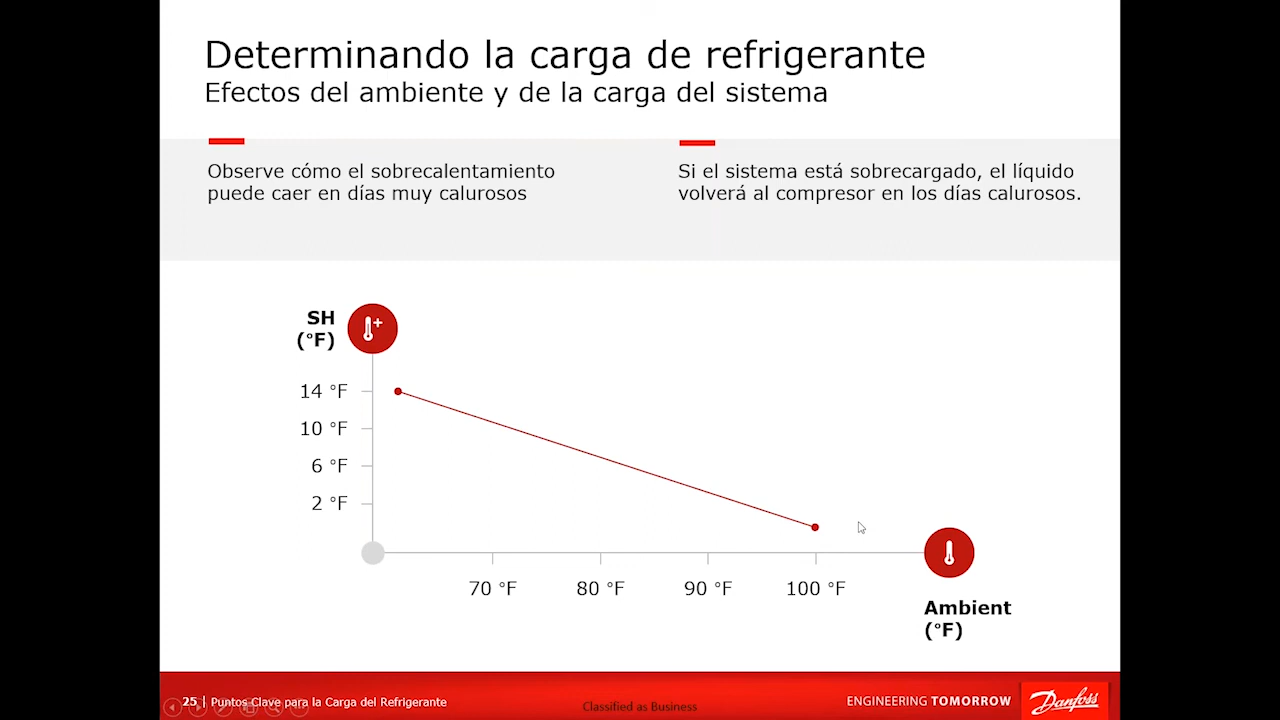 Determinando la carga de refrigerante
Efectos del ambiente y de la carga del sistema
Observe cómo el sobrecalentamiento
puede caer en días muy calurosos
Si el sistema está sobrecargado, el líquido
volverá al compresor en los días calurosos.
SH
(°F)
14 °F
10 °F
6 °F
2 °F
70 °F 80 °F 90 °F 100 °F
Ambient
(°F)
25 | Puntos Clave para la Carga del Refrigerante
Classified as Business
ENGINEERING TOMORROW
Danfoss